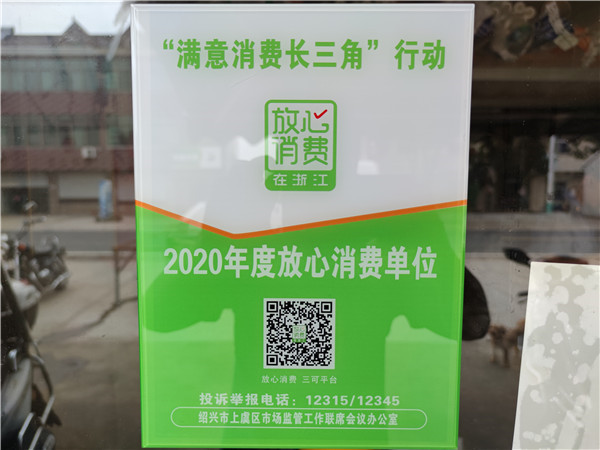 “满意消费长三角”行动
放心
消费
在浙江
2020年度放心消费单位
放心消费 三可平台
投诉举报电话：12315/12345
绍兴市上虞区市场监管工作联席会议办公室